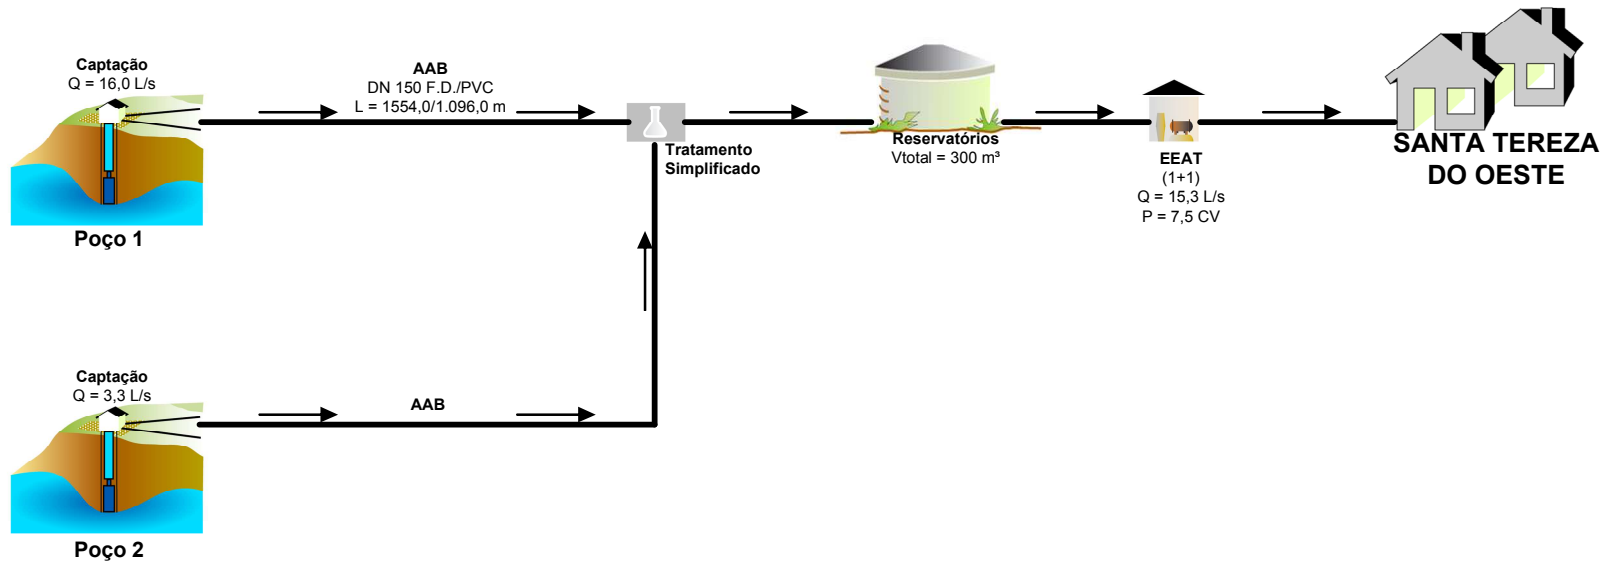 Captação
Q = 16,0 L/s
Poço 1
AAB
DN 150 F.D./PVC
L = 1554,0/1.096,0 m
Tratamento
Simplificado
Reservatórios
Vtotal = 300 m³
EEAT
(1+1)
Q = 15,3 L/s
P = 7,5 CV
SANTA TEREZA
DO OESTE
Captação
Q = 3,3 L/s
Poço 2
AAB